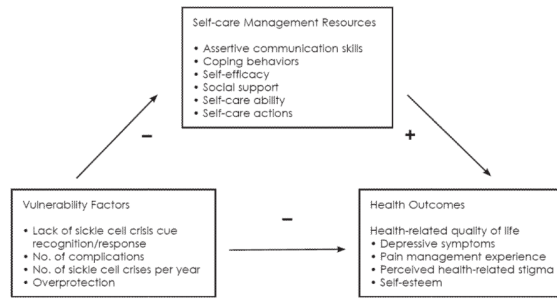 Self-care Management Resources
• Assertive communication skills
• Coping behaviors
• Self-efficacy
• Social support
• Self-care ability
• Self-care actions
–
+
Vulnerability Factors
• Lack of sickle cell crisis cue
recognition/response
• No. of complications
• No. of sickle cell crises per year
• Overprotection
–
Health Outcomes
Health-related quality of life
• Depressive symptoms
• Pain management experience
• Perceived health-related stigma
• Self-esteem